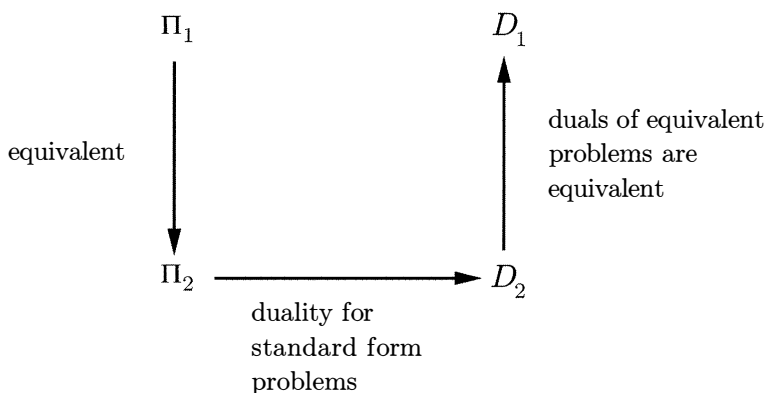 Π₁
D₁
equivalent
duals of equivalent
problems are
equivalent
Π₂
D₂
duality for
standard form
problems